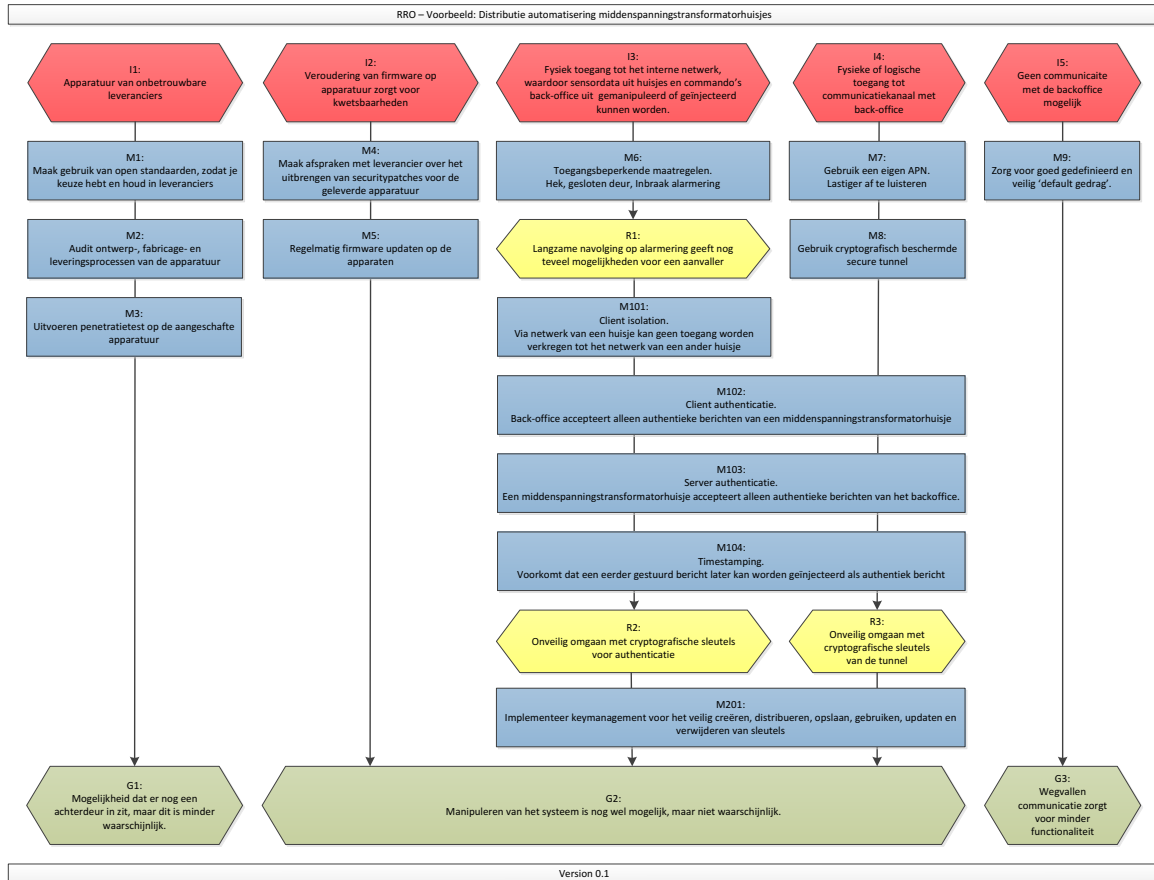 RRO – Voorbeeld: Distributie automatisering middenspanningstransformatorhuisjes
I1:
Apparatuur van onbetrouwbare
leveranciers
I2:
Veroudering van firmware op
apparatuur zorgt voor
kwetsbaarheden
I3:
Fysiek toegang tot het interne netwerk,
waardoor sensordata uit huisjes en commando’s
back-office uit  gemanipuleerd of geïnjecteerd
kunnen worden.
I4:
Fysieke of logische
toegang tot
communicatiekanaal met
back-office
I5:
Geen communicaite
met de backoffice
mogelijk
M1:
Maak gebruik van open standaarden, zodat je
keuze hebt en houd in leveranciers
M4:
Maak afspraken met leverancier over het
uitbrengen van securitypatches voor de
geleverde apparatuur
M6:
Toegangsbeperkende maatregelen.
Hek, gesloten deur, Inbraak alarmering
M7:
Gebruik een eigen APN.
Lastiger af te luisteren
M9:
Zorg voor goed gedefinieerd en
veilig ‘default gedrag’.
M2:
Audit ontwerp-, fabricage- en
leveringsprocessen van de apparatuur
M5:
Regelmatig firmware updaten op de
apparaten
R1:
Langzame navolging op alarmering geeft nog
teveel mogelijkheden voor een aanvaller
M8:
Gebruik cryptografisch beschermde
secure tunnel
M3:
Uitvoeren penetratietest op de aangeschafte
apparatuur
M101:
Client isolation.
Via netwerk van een huisje kan geen toegang worden
verkregen tot het netwerk van een ander huisje
M102:
Client authenticatie.
Back-office accepteert alleen authentieke berichten van een middenspanningstransformatorhuisje
M103:
Server authenticatie.
Een middenspanningstransformatorhuisje accepteert alleen authentieke berichten van het backoffice.
M104:
Timestamping.
Voorkomt dat een eerder gestuurd bericht later kan worden geïnjecteerd als authentiek bericht
R2:
Onveilig omgaan met cryptografische sleutels
voor authenticatie
R3:
Onveilig omgaan met
cryptografische sleutels
van de tunnel
M201:
Implementeer keymanagement voor het veilig creëren, distribueren, opslaan, gebruiken, updaten en
verwijderen van sleutels
G1:
Mogelijkheid dat er nog een
achterdeur in zit, maar dit is minder
waarschijnlijk.
G2:
Manipuleren van het systeem is nog wel mogelijk, maar niet waarschijnlijk.
G3:
Wegvallen
communicatie zorgt
voor minder
functionaliteit
Version 0.1